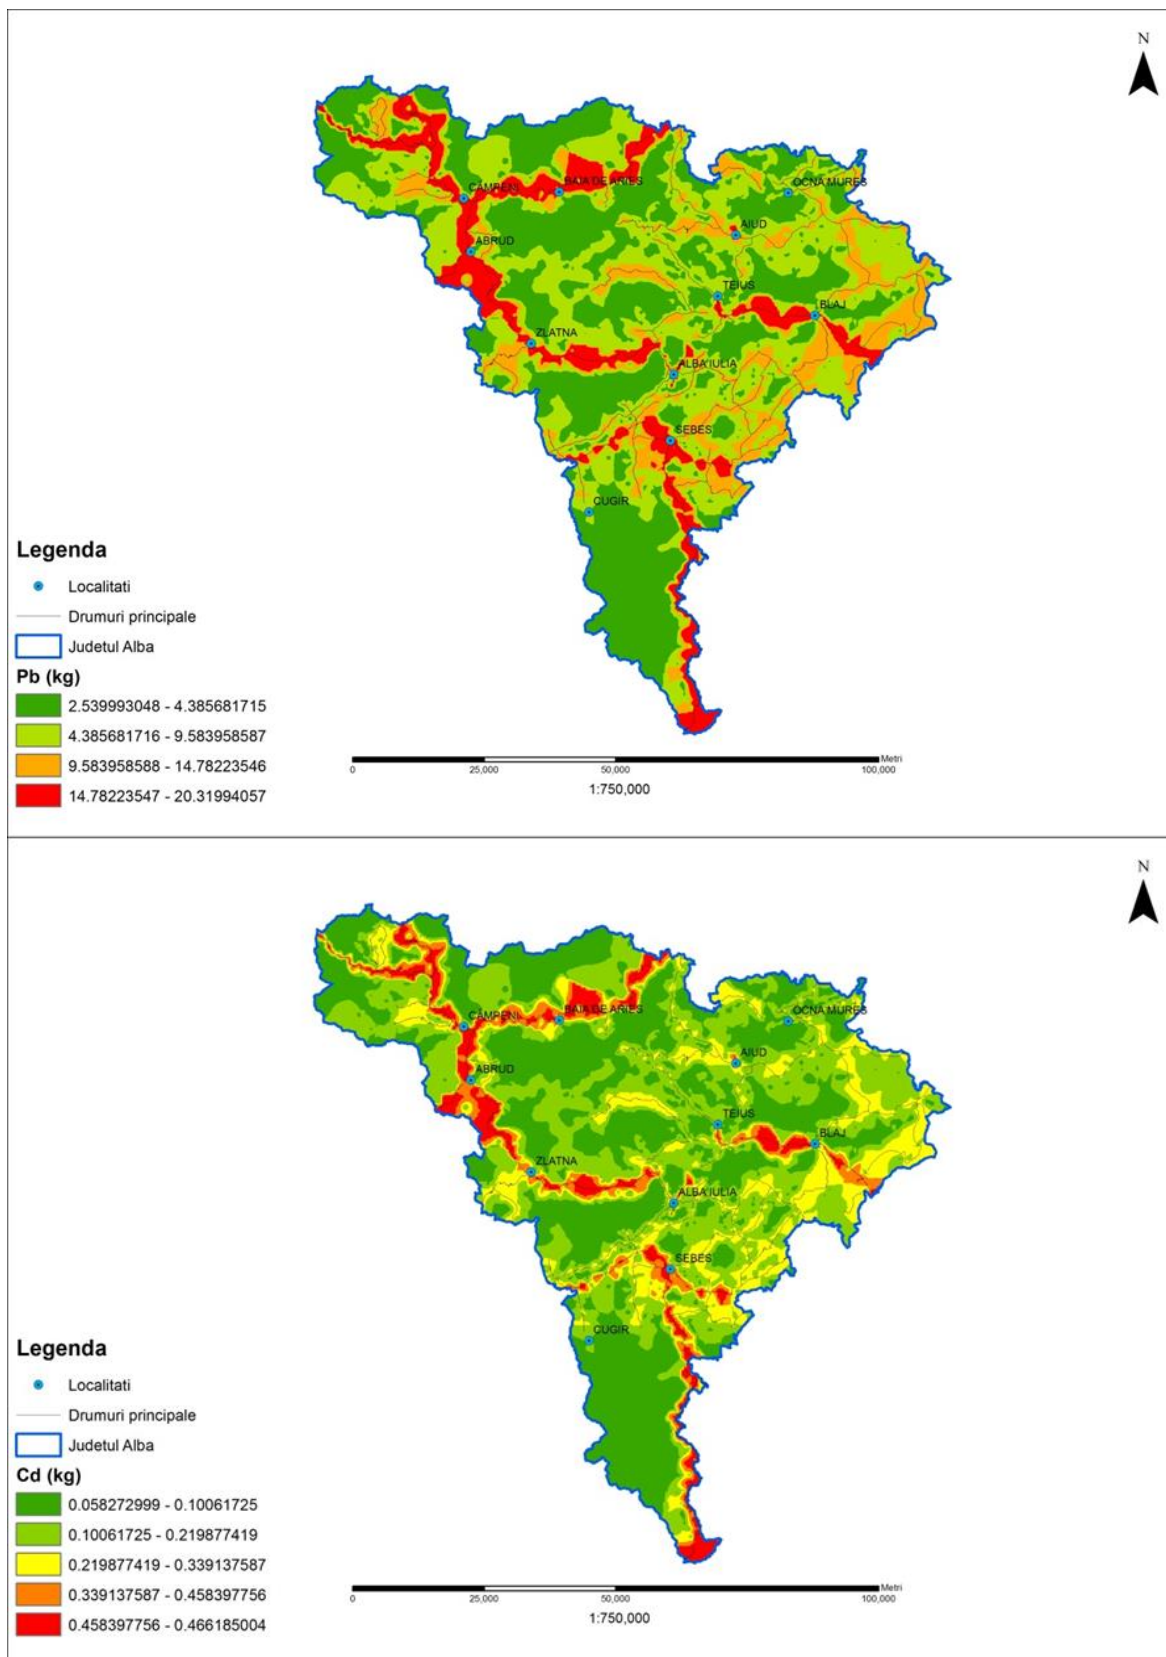 N
CÂMPENI
BAIA DE ARIES
OCNA MURES
ABRUD
AIUD
TEIUS
BLAJ
ZLATNA
ALBA IULIA
SEBES
CUGIR
Legenda
Localitati
Drumuri principale
Judetul Alba
Pb (kg)
2.539993048 - 4.385681715
4.385681716 - 9.583958587
9.583958588 - 14.78223546
14.78223547 - 20.31994057
Metri
0 25,000 50,000 100,000
1:750,000
N
CÂMPENI
BAIA DE ARIES
OCNA MURES
ABRUD
AIUD
TEIUS
BLAJ
ZLATNA
ALBA IULIA
SEBES
CUGIR
Legenda
Localitati
Drumuri principale
Judetul Alba
Cd (kg)
0.058272999 - 0.10061725
0.10061725 - 0.219877419
0.219877419 - 0.339137587
0.339137587 - 0.458397756
0.458397756 - 0.466185004
Metri
0 25,000 50,000 100,000
1:750,000